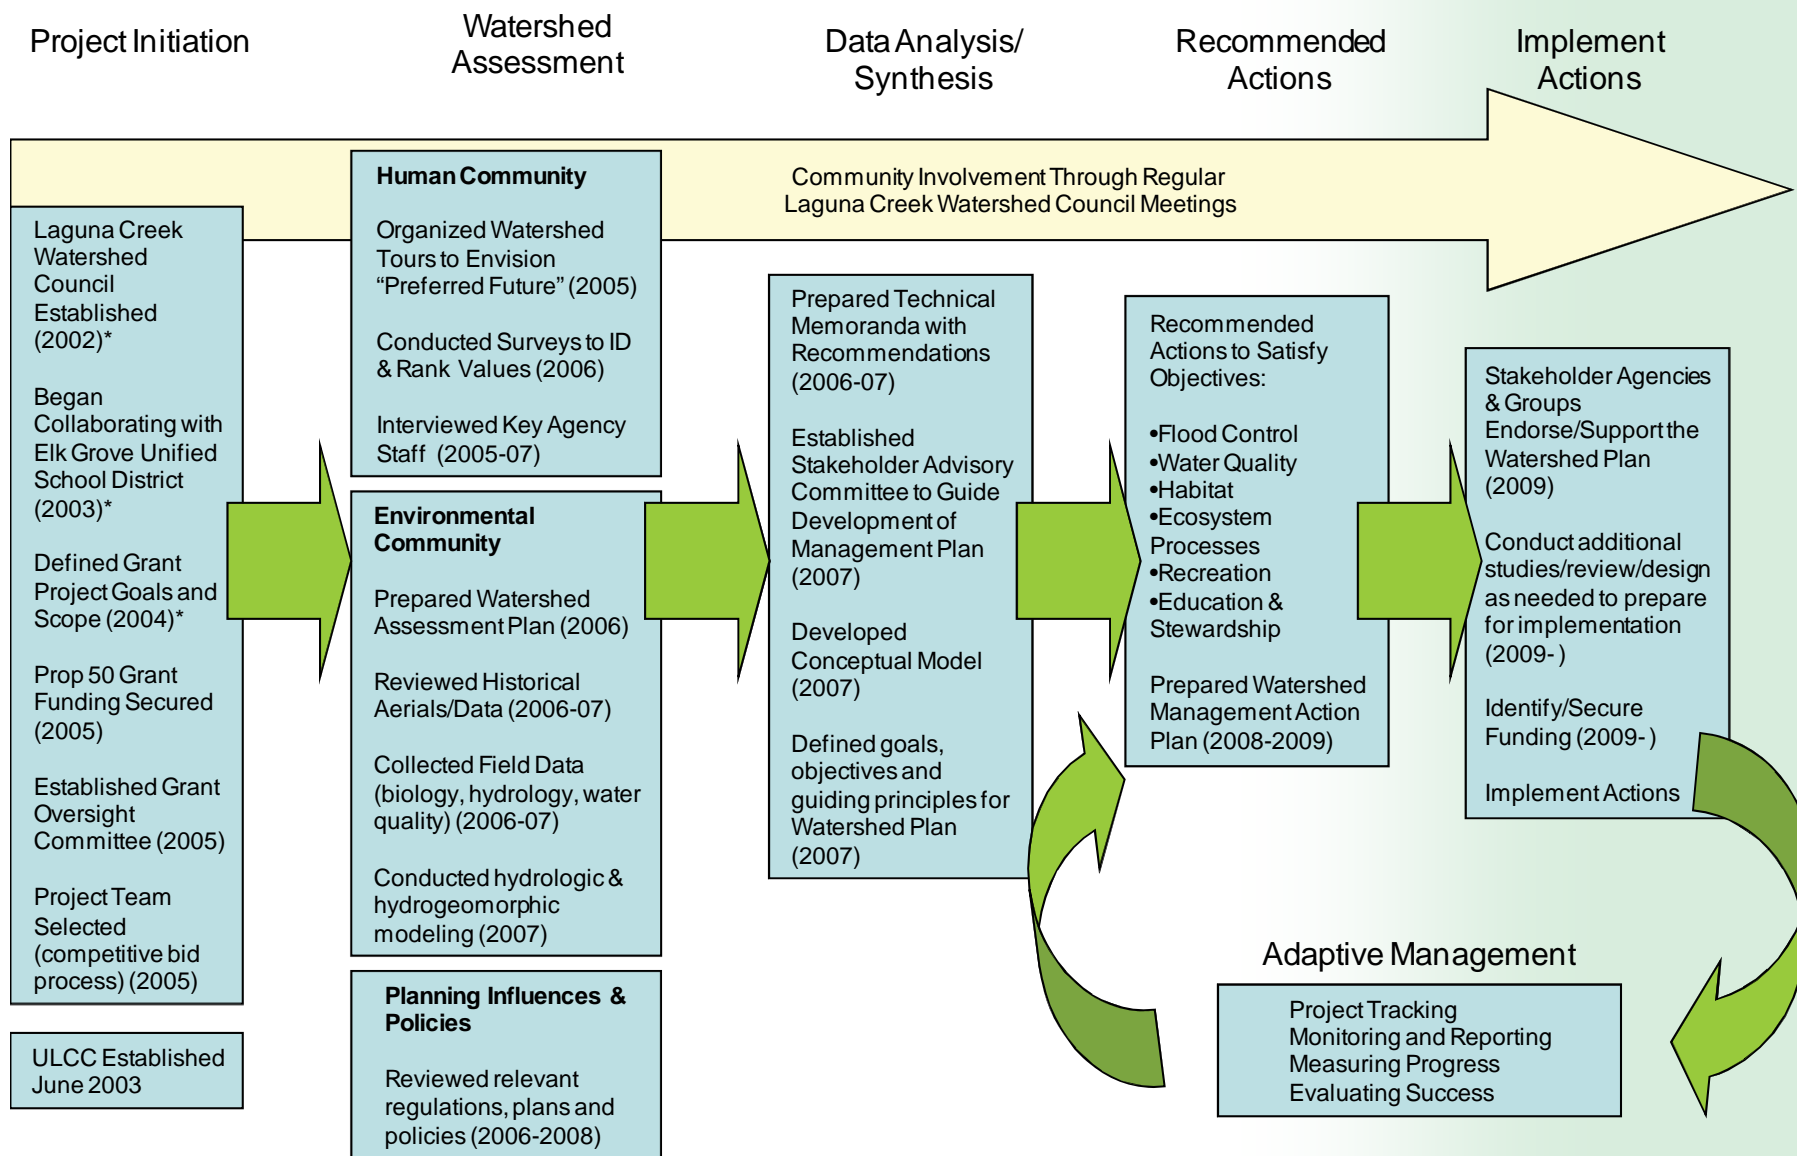 Project Initiation
Watershed
Assessment
Data Analysis/
Synthesis
Recommended
Actions
Implement
Actions
Community Involvement Through Regular
Laguna Creek Watershed Council Meetings
Laguna Creek
Watershed
Council
Established
(2002)*
Began
Collaborating with
Elk Grove Unified
School District
(2003)*
Defined Grant
Project Goals and
Scope (2004)*
Prop 50 Grant
Funding Secured
(2005)
Established Grant
Oversight
Committee (2005)
Project Team
Selected
(competitive bid
process) (2005)
ULCC Established
June 2003
Human Community
Organized Watershed
Tours to Envision
“Preferred Future” (2005)
Conducted Surveys to ID
& Rank Values (2006)
Interviewed Key Agency
Staff (2005-07)
Environmental
Community
Prepared Watershed
Assessment Plan (2006)
Reviewed Historical
Aerials/Data (2006-07)
Collected Field Data
(biology, hydrology, water
quality) (2006-07)
Conducted hydrologic &
hydrogeomorphic
modeling (2007)
Planning Influences &
Policies
Reviewed relevant
regulations, plans and
policies (2006-2008)
Prepared Technical
Memoranda with
Recommendations
(2006-07)
Established
Stakeholder Advisory
Committee to Guide
Development of
Management Plan
(2007)
Developed
Conceptual Model
(2007)
Defined goals,
objectives and
guiding principles for
Watershed Plan
(2007)
Recommended
Actions to Satisfy
Objectives:
•Flood Control
•Water Quality
•Habitat
•Ecosystem
Processes
•Recreation
•Education &
Stewardship
Prepared Watershed
Management Action
Plan (2008-2009)
Stakeholder Agencies
& Groups
Endorse/Support the
Watershed Plan
(2009)
Conduct additional
studies/review/design
as needed to prepare
for implementation
(2009- )
Identify/Secure
Funding (2009- )
Implement Actions
Adaptive Management
Project Tracking
Monitoring and Reporting
Measuring Progress
Evaluating Success